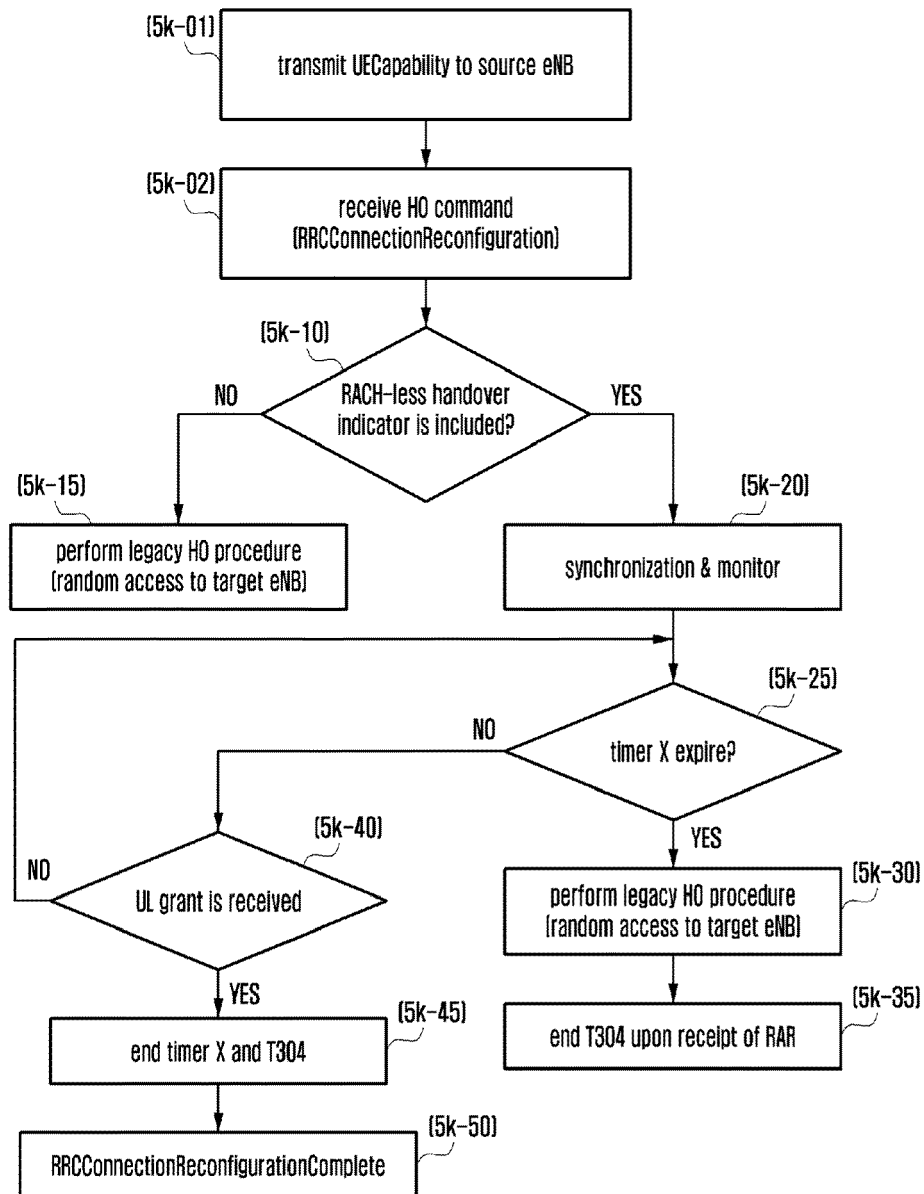 (5k-01)
transmit UECapability to source eNB
(5k-02)
receive HO command
(RRCConnectionReconfiguration)
(5k-10)
NO
RACH-less handover
indicator is included?
YES
(5k-15)
perform legacy HO procedure
(random access to target eNB)
(5k-20)
synchronization & monitor
(5k-25)
NO
timer X expire?
YES
(5k-40)
NO
UL grant is received
YES
(5k-30)
perform legacy HO procedure
(random access to target eNB)
(5k-35)
end T304 upon receipt of RAR
(5k-45)
end timer X and T304
(5k-50)
RRCConnectionReconfigurationComplete